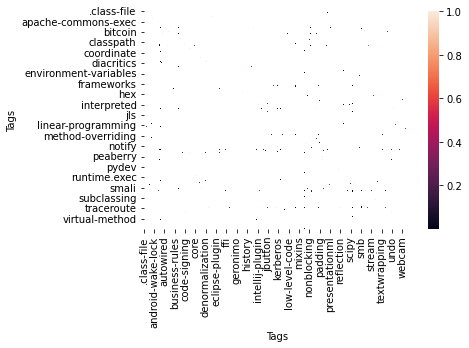 .class-file
apache-commons-exec
bitcoin
classpath
coordinate
diacritics
environment-variables
frameworks
hex
interpreted
jls
linear-programming
method-overriding
notify
peaberry
pydev
runtime.exec
smali
subclassing
traceroute
virtual-method
Tags
1.0
0.8
0.6
0.4
0.2
.class-file
android-wake-lock
autowired
business-rules
code-signing
core
denormalization
eclipse-plugin
ffi
geronimo
history
intellij-plugin
jbutton
kerberos
low-level-code
mixins
nonblocking
padding
presentationml
reflection
scipy
smb
stream
textwrapping
undo
webcam
Tags